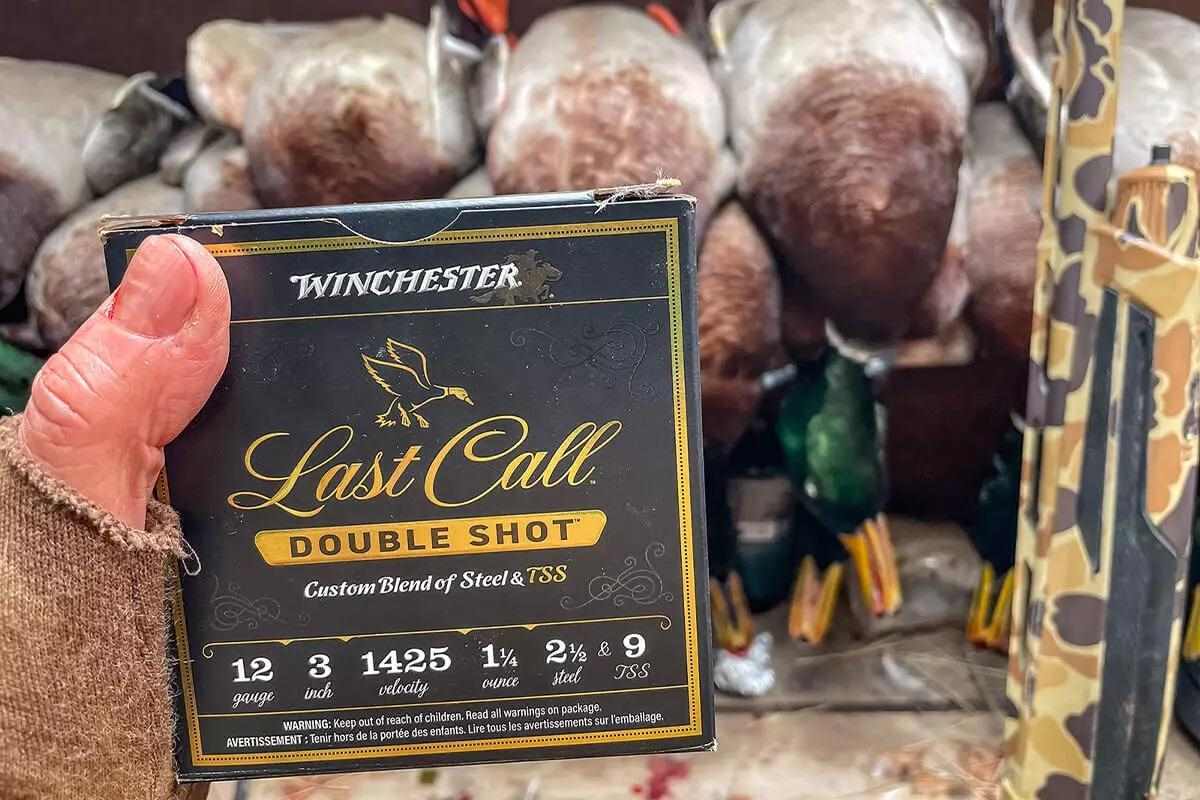 WINCHESTER
Last Call™
DOUBLE SHOT™
Custom Blend of Steel & TSS
12 3 1425 1¼ 2½ & 9
gauge inch velocity ounce steel TSS
WARNING: Keep out of reach of children. Read all warnings on package.
AVERTISSEMENT : Tenir hors de la portée des enfants. Lire tous les avertissements sur l'emballage.